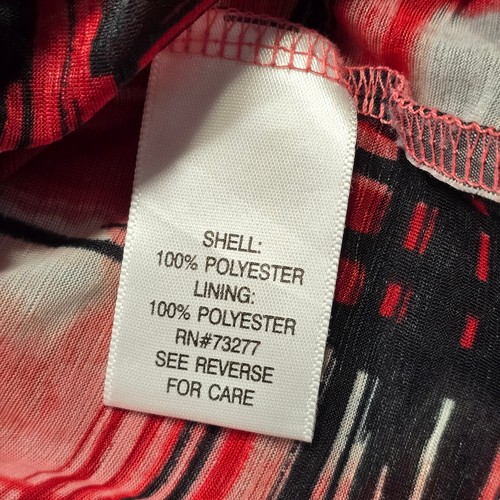 SHELL:
100% POLYESTER
LINING:
100% POLYESTER
RN#73277
SEE REVERSE
FOR CARE